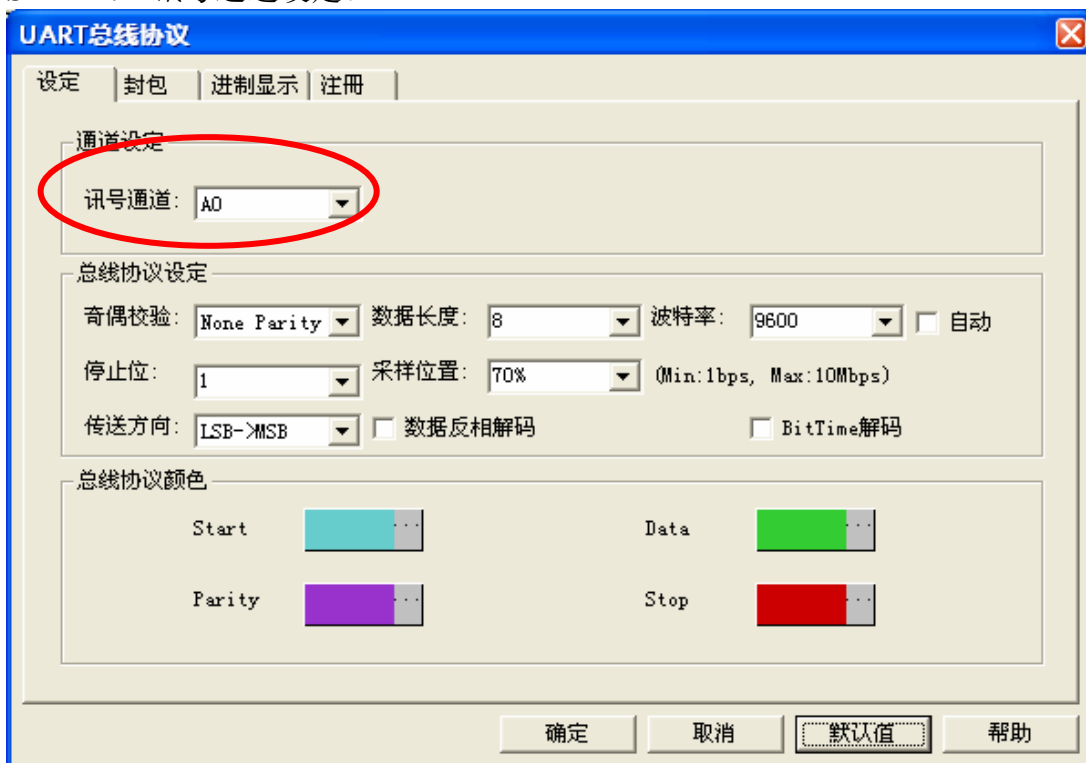 UART总线协议
设定 封包 进制显示 注册
通道设定
讯号通道: A0
总线协议设定
奇偶校验: None Parity 数据长度: 8 波特率: 9600 自动
停止位: 1 采样位置: 70% (Min:1bps, Max:10Mbps)
传送方向: LSB->MSB 数据反相解码 BitTime解码
总线协议颜色
Start ... Data ...
Parity ... Stop ...
确定 取消 默认值 帮助